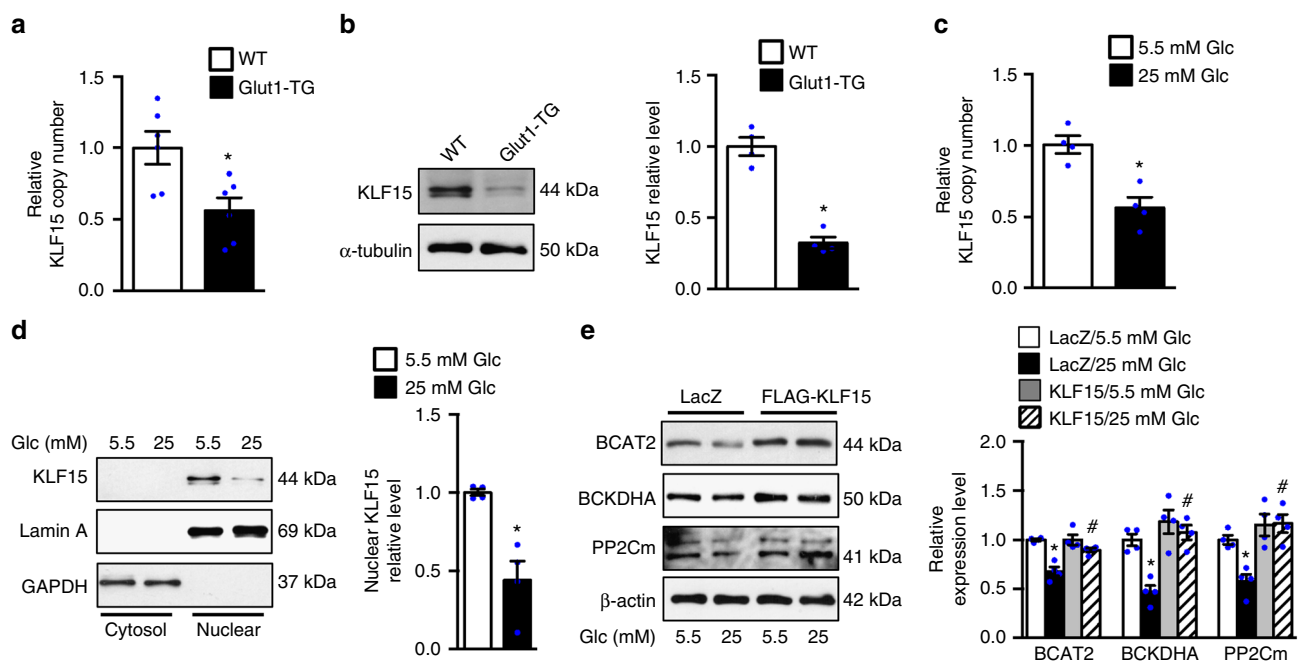 a
WT
Glut1-TG
Relative
KLF15 copy number
1.5
1.0
0.5
0.0
*
b
WT
Glut1-TG
KLF15
44 kDa
α-tubulin
50 kDa
WT
Glut1-TG
KLF15 relative level
1.5
1.0
0.5
0.0
*
c
5.5 mM Glc
25 mM Glc
Relative
KLF15 copy number
1.5
1.0
0.5
0.0
*
d
Glc (mM) 5.5 25 5.5 25
KLF15 44 kDa
Lamin A 69 kDa
GAPDH 37 kDa
Cytosol Nuclear
5.5 mM Glc
25 mM Glc
Nuclear KLF15
relative level
1.5
1.0
0.5
0.0
*
e
LacZ FLAG-KLF15
BCAT2 44 kDa
BCKDHA 50 kDa
PP2Cm 41 kDa
β-actin 42 kDa
Glc (mM) 5.5 25 5.5 25
LacZ/5.5 mM Glc
LacZ/25 mM Glc
KLF15/5.5 mM Glc
KLF15/25 mM Glc
Relative
expression level
2.0
1.5
1.0
0.5
0.0
* # * # * #
BCAT2 BCKDHA PP2Cm